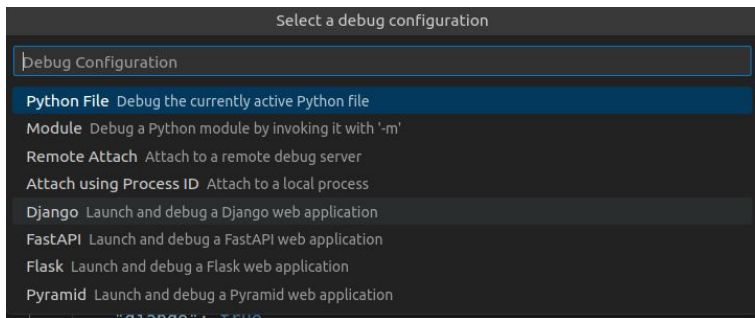 Select a debug configuration
Debug Configuration
Python File Debug the currently active Python file
Module Debug a Python module by invoking it with '-m'
Remote Attach Attach to a remote debug server
Attach using Process ID Attach to a local process
Django Launch and debug a Django web application
FastAPI Launch and debug a FastAPI web application
Flask Launch and debug a Flask web application
Pyramid Launch and debug a Pyramid web application
"django": true